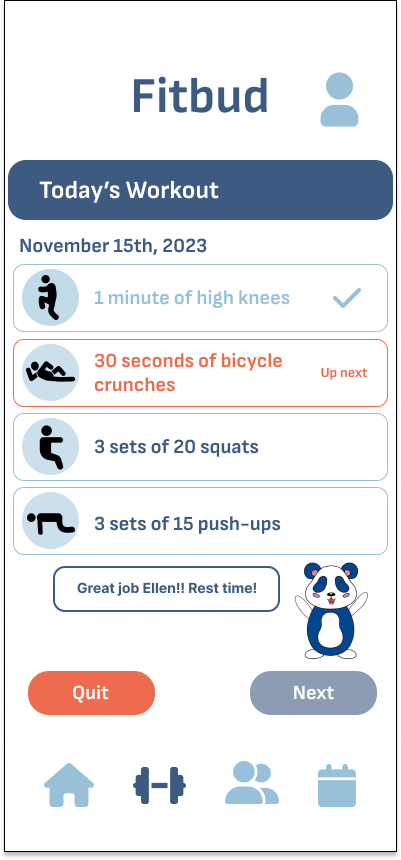 Fitbud
Today’s Workout
November 15th, 2023
1 minute of high knees
30 seconds of bicycle
crunches
Up next
3 sets of 20 squats
3 sets of 15 push-ups
Great job Ellen!! Rest time!
Quit
Next